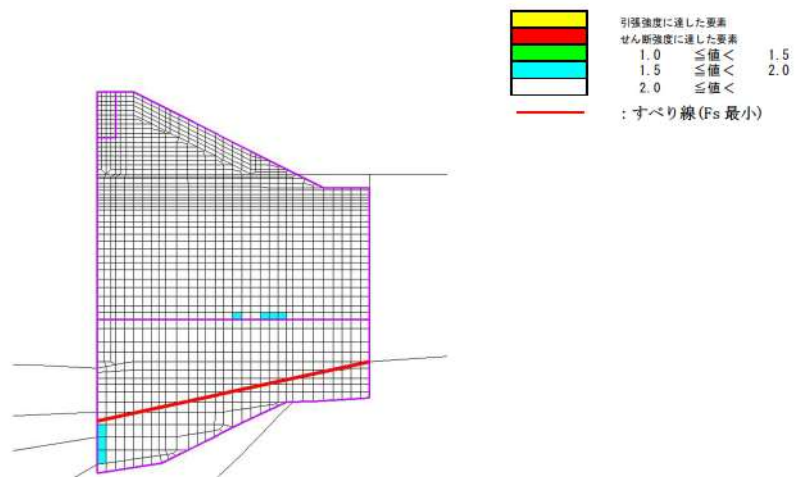 引張強度に達した要素
せん断強度に達した要素
1.0 ≦値< 1.5
1.5 ≦値< 2.0
2.0 ≦値<
:すべり線(Fs 最小)